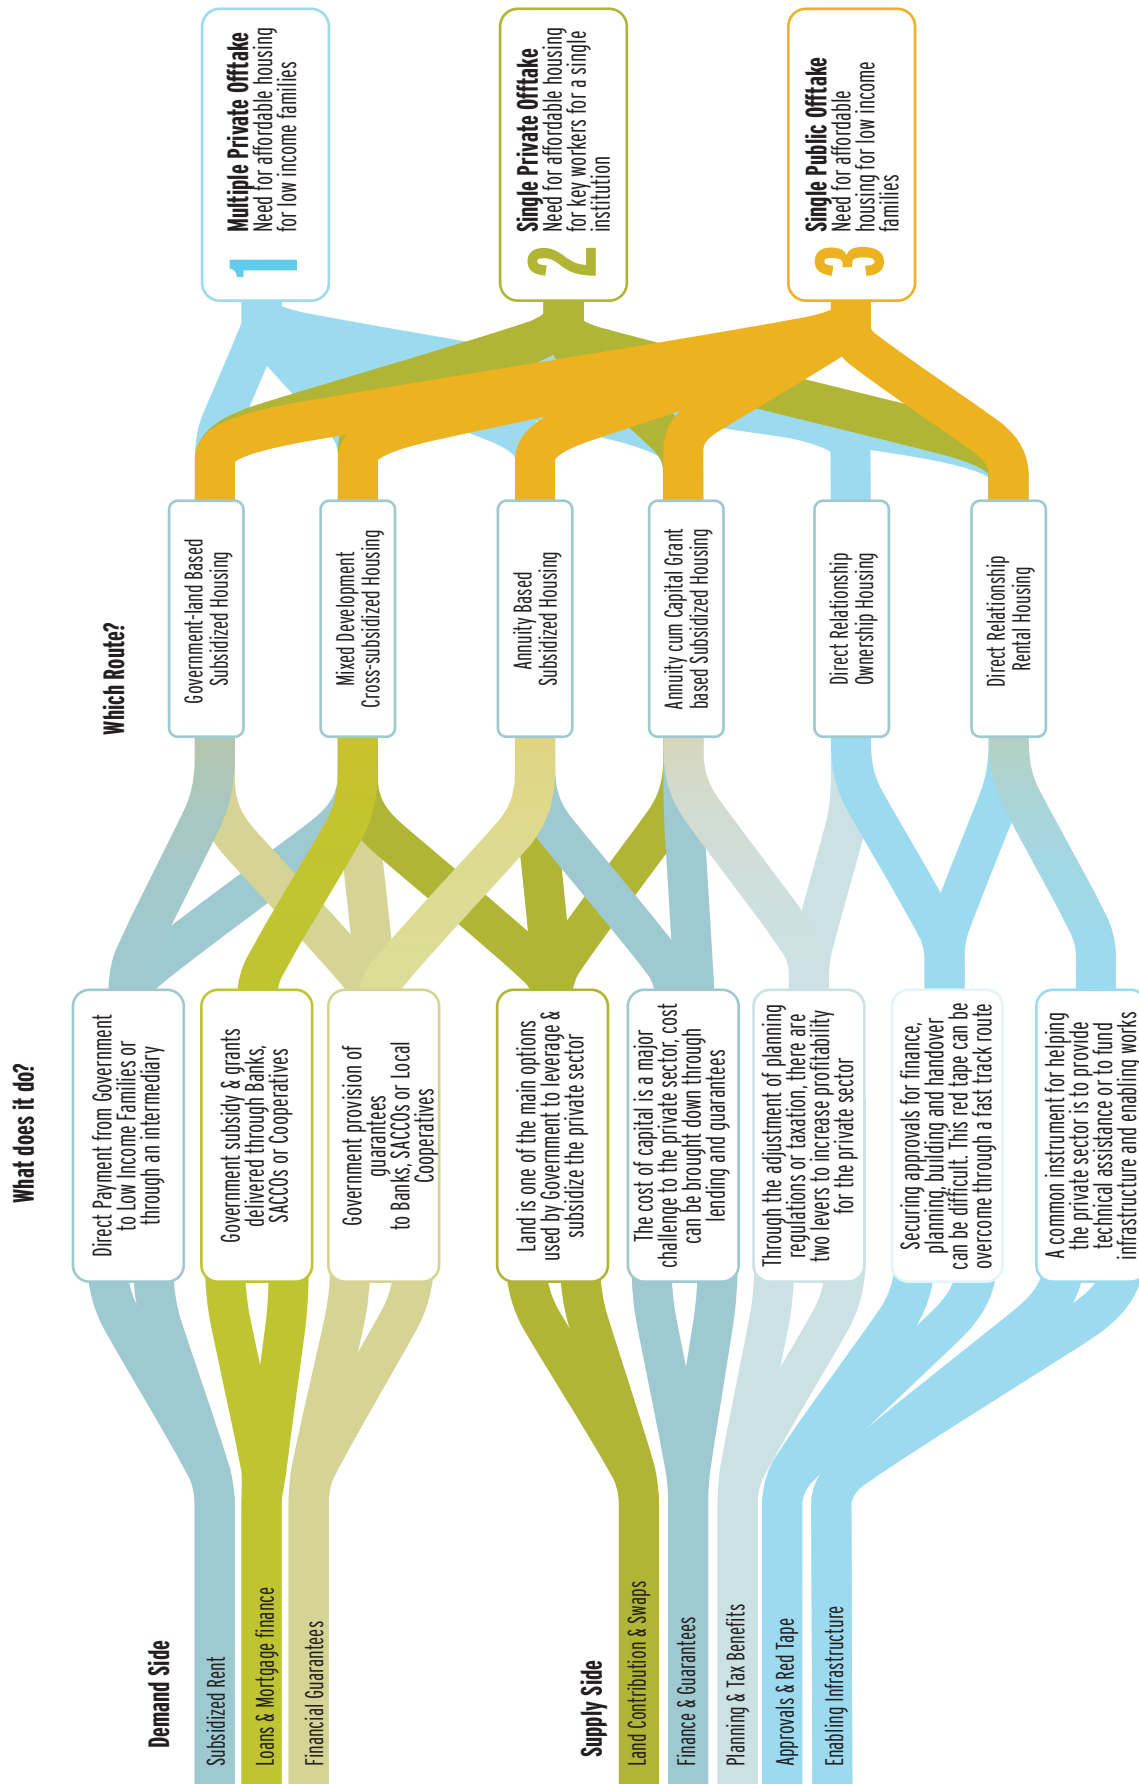 Demand Side
Subsidized Rent
Loans & Mortgage finance
Financial Guarantees
Supply Side
Land Contribution & Swaps
Finance & Guarantees
Planning & Tax Benefits
Approvals & Red Tape
Enabling Infrastructure
What does it do?
Direct Payment from Government
to Low Income Families or
through an intermediary
Government subsidy & grants
delivered through Banks,
SACCOs or Cooperatives
Government provision of
guarantees
to Banks, SACCOs or Local
Cooperatives
Land is one of the main options
used by Government to leverage &
subsidize the private sector
The cost of capital is a major
challenge to the private sector, cost
can be brought down through
lending and guarantees
Through the adjustment of planning
regulations or taxation, there are
two levers to increase profitability
for the private sector
Securing approvals for finance,
planning, building and handover
can be difficult. This red tape can be
overcome through a fast track route
A common instrument for helping
the private sector is to provide
technical assistance or to fund
infrastructure and enabling works
Which Route?
Government-land Based
Subsidized Housing
Mixed Development
Cross-subsidized Housing
Annuity Based
Subsidized Housing
Annuity cum Capital Grant
based Subsidized Housing
Direct Relationship
Ownership Housing
Direct Relationship
Rental Housing
1
Multiple Private Offtake
Need for affordable housing
for low income families
2
Single Private Offtake
Need for affordable housing
for key workers for a single
institution
3
Single Public Offtake
Need for affordable
housing for low income
families